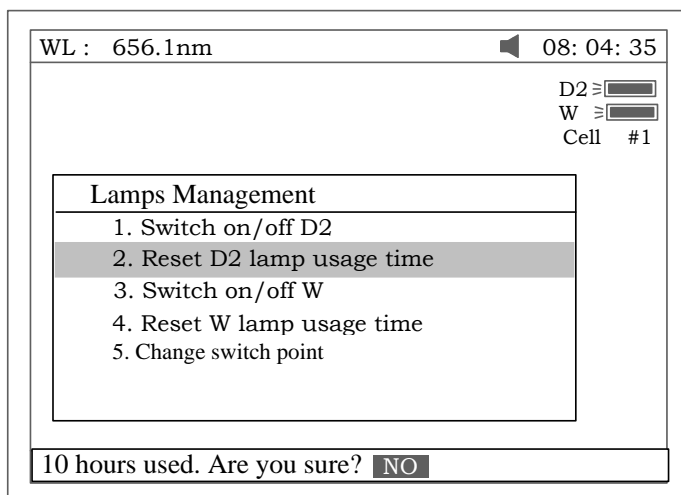 WL : 656.1nm 08: 04: 35
D2
W
Cell #1
Lamps Management
1. Switch on/off D2
2. Reset D2 lamp usage time
3. Switch on/off W
4. Reset W lamp usage time
5. Change switch point
10 hours used. Are you sure? NO